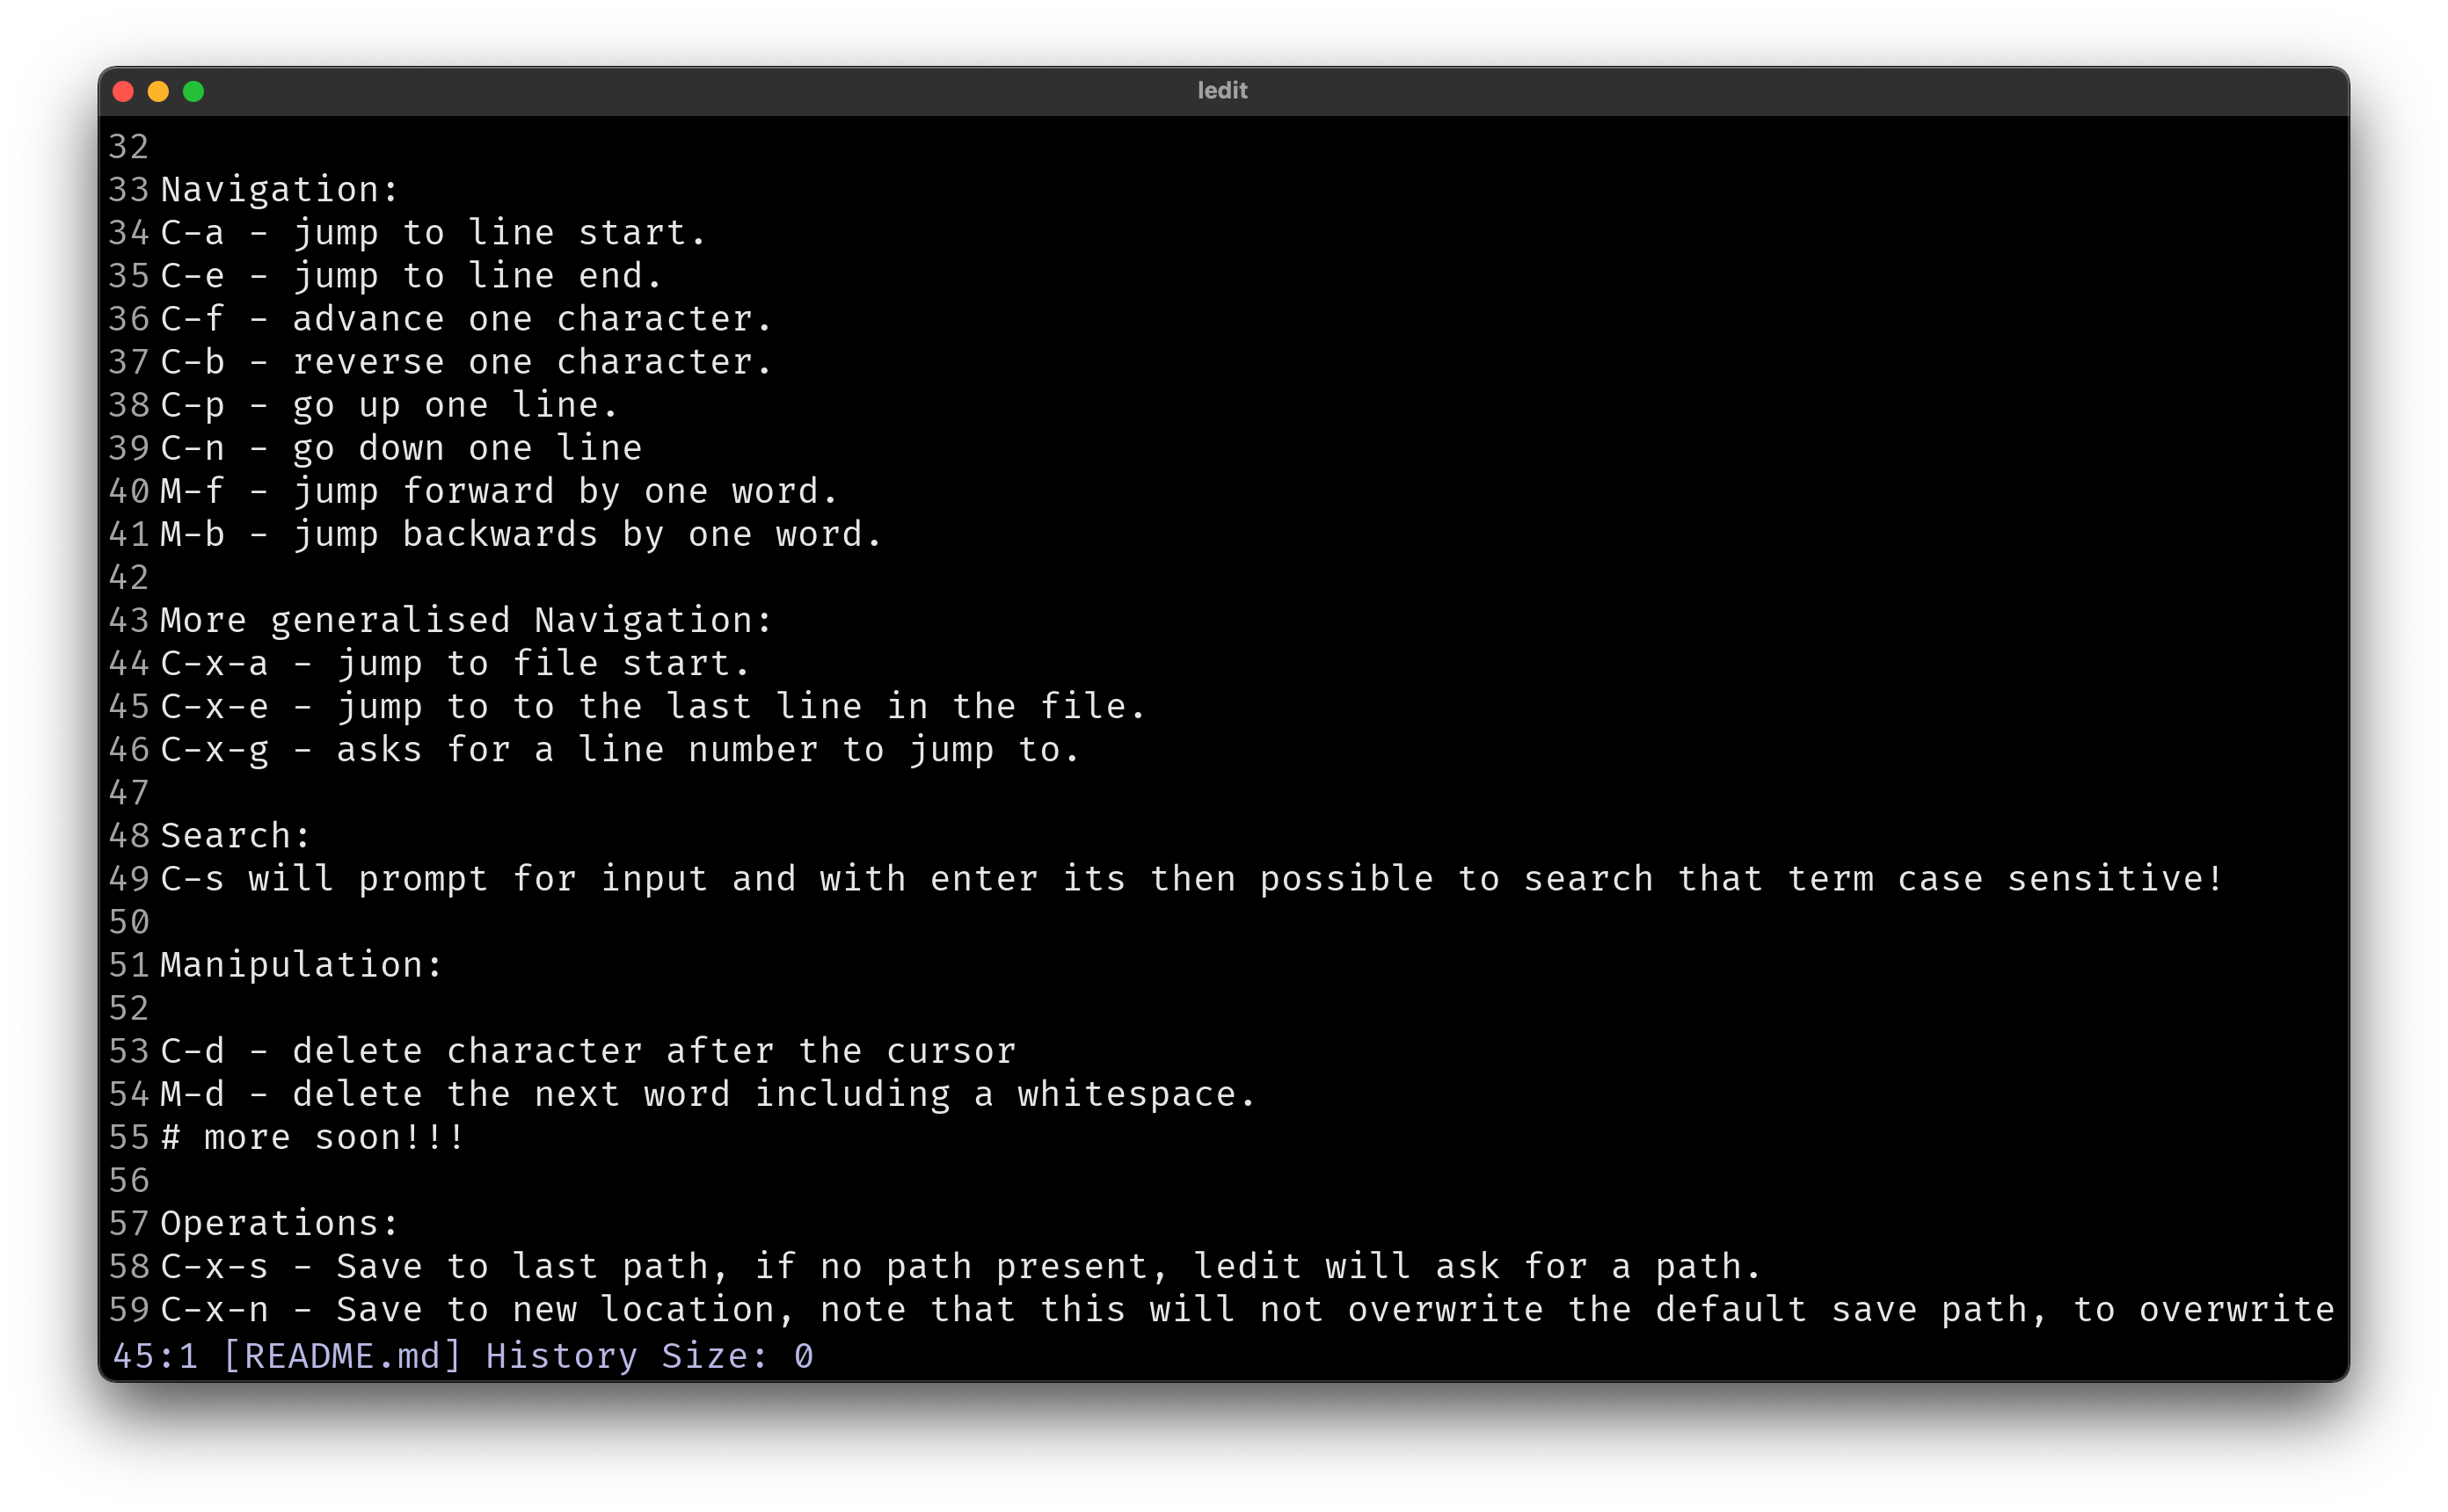 ledit
32
33 Navigation:
34 C-a - jump to line start.
35 C-e - jump to line end.
36 C-f - advance one character.
37 C-b - reverse one character.
38 C-p - go up one line.
39 C-n - go down one line
40 M-f - jump forward by one word.
41 M-b - jump backwards by one word.
42
43 More generalised Navigation:
44 C-x-a - jump to file start.
45 C-x-e - jump to to the last line in the file.
46 C-x-g - asks for a line number to jump to.
47
48 Search:
49 C-s will prompt for input and with enter its then possible to search that term case sensitive!
50
51 Manipulation:
52
53 C-d - delete character after the cursor
54 M-d - delete the next word including a whitespace.
55 # more soon!!!
56
57 Operations:
58 C-x-s - Save to last path, if no path present, ledit will ask for a path.
59 C-x-n - Save to new location, note that this will not overwrite the default save path, to overwrite
45:1 [README.md] History Size: 0